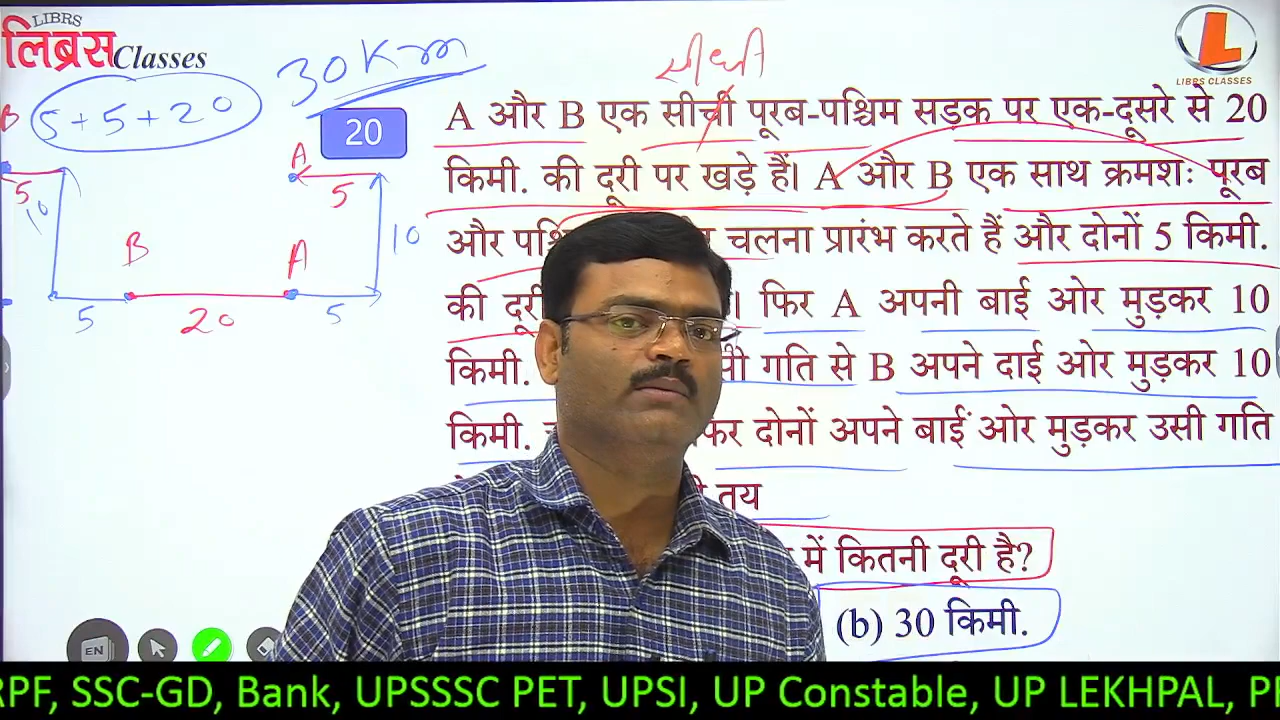 LIBRS
लिब्रस Classes
30 Km
सीधी
L
LIBRS CLASSES
B
5 + 5 + 20
20
A और B एक सीची पूरब-पश्चिम सडक पर एक-दूसरे से 20
किमी. की दूरी पर खड़े हैं। A और B एक साथ क्रमशः पूरब
और चलना प्रारंभ करते हैं और दोनों 5 किमी.
की दूरी । फिर A अपनी बाई ओर मुड़कर 10
किमी. गति से B अपने दाई ओर मुड़कर 10
किमी. दोनों अपने बाईं ओर मुड़कर उसी गति
तय
में कितनी दूरी है?
(b) 30 किमी.
A
5
5
10
10
B
A
5
20
5
EN
RPF, SSC-GD, Bank, UPSSSC PET, UPSI, UP Constable, UP LEKHPAL,